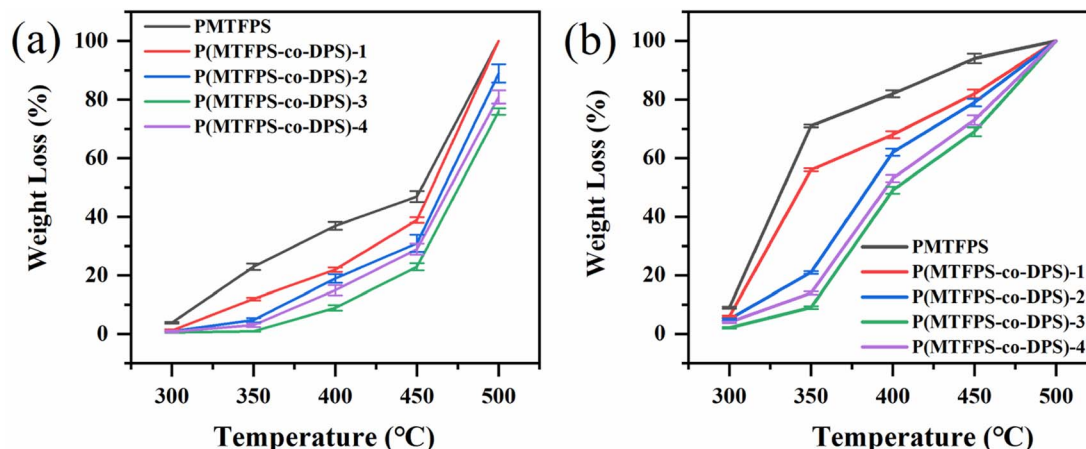 (a)
PMTFPS
P(MTFPS-co-DPS)-1
P(MTFPS-co-DPS)-2
P(MTFPS-co-DPS)-3
P(MTFPS-co-DPS)-4
Weight Loss (%)
100
80
60
40
20
0
300 350 400 450 500
Temperature (°C)
(b)
PMTFPS
P(MTFPS-co-DPS)-1
P(MTFPS-co-DPS)-2
P(MTFPS-co-DPS)-3
P(MTFPS-co-DPS)-4
Weight Loss (%)
100
80
60
40
20
0
300 350 400 450 500
Temperature (°C)